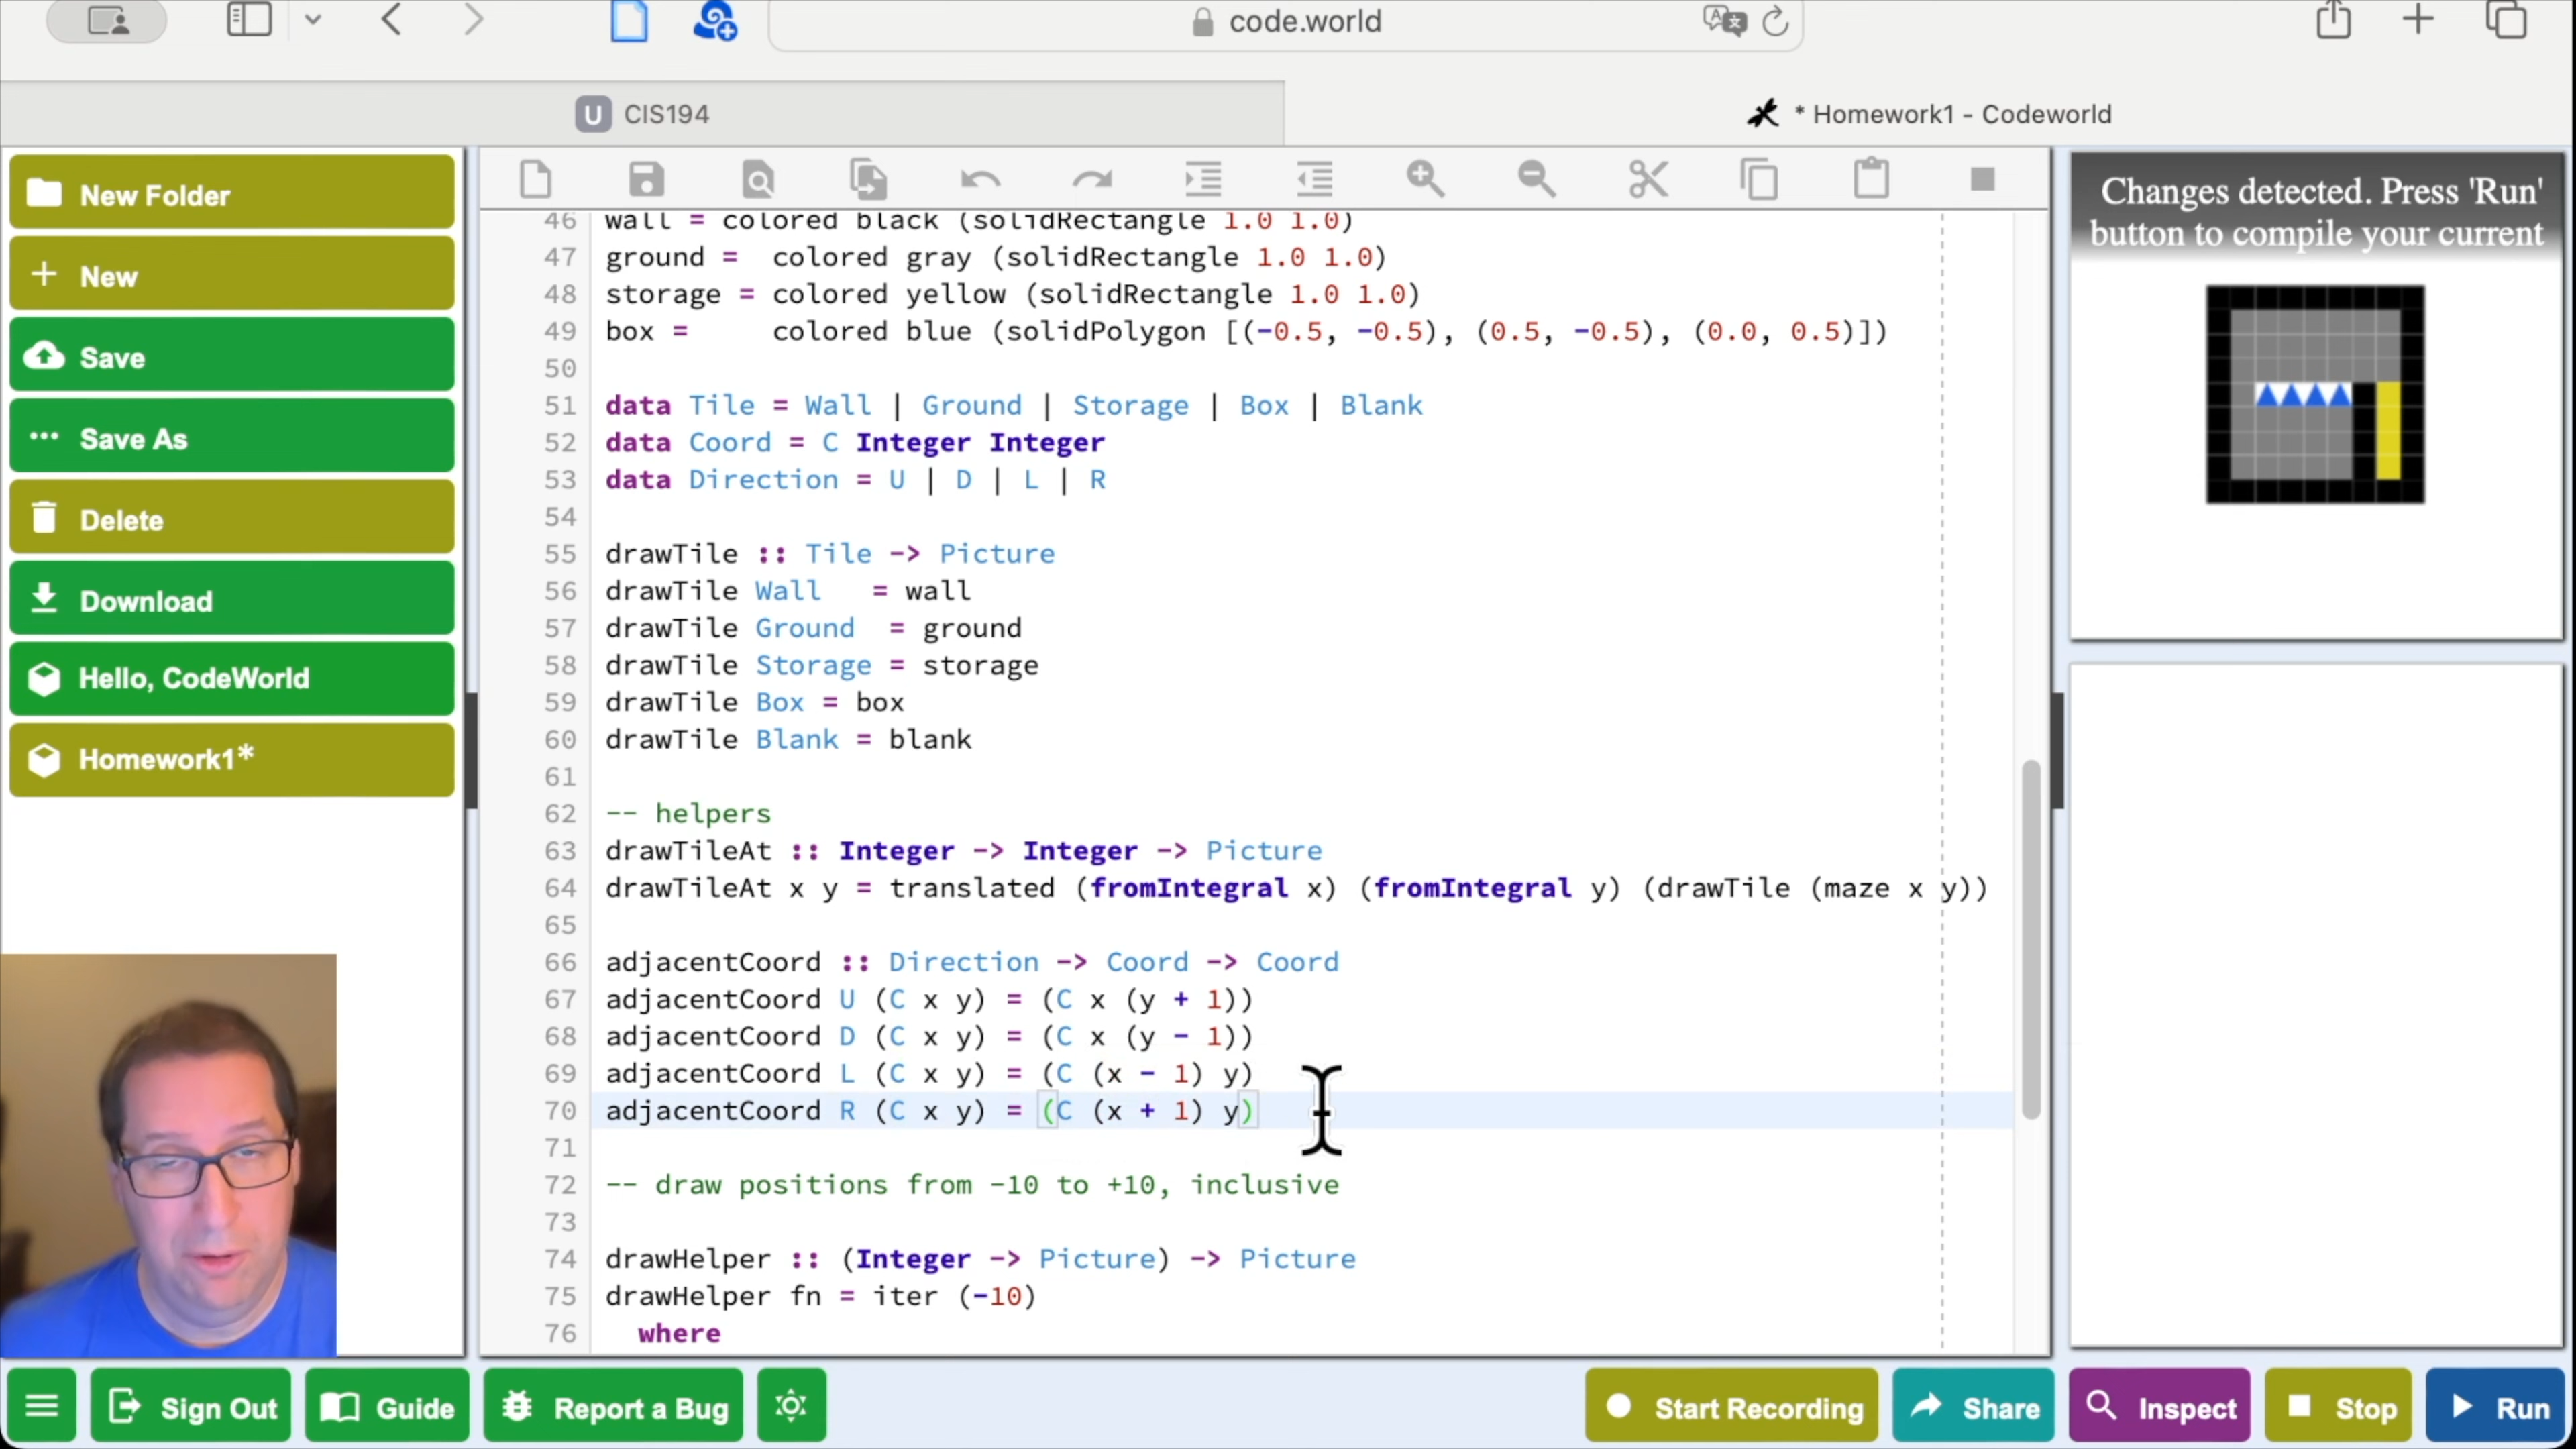 code.world
CIS194
* Homework1 - Codeworld
New Folder
New
Save
Save As
Delete
Download
Hello, CodeWorld
Homework1*
46 wall = colored black (solidRectangle 1.0 1.0)
47 ground =  colored gray (solidRectangle 1.0 1.0)
48 storage = colored yellow (solidRectangle 1.0 1.0)
49 box =     colored blue (solidPolygon [(-0.5, -0.5), (0.5, -0.5), (0.0, 0.5)])
50
51 data Tile = Wall | Ground | Storage | Box | Blank
52 data Coord = C Integer Integer
53 data Direction = U | D | L | R
54
55 drawTile :: Tile -> Picture
56 drawTile Wall   = wall
57 drawTile Ground  = ground
58 drawTile Storage = storage
59 drawTile Box = box
60 drawTile Blank = blank
61
62 -- helpers
63 drawTileAt :: Integer -> Integer -> Picture
64 drawTileAt x y = translated (fromIntegral x) (fromIntegral y) (drawTile (maze x y))
65
66 adjacentCoord :: Direction -> Coord -> Coord
67 adjacentCoord U (C x y) = (C x (y + 1))
68 adjacentCoord D (C x y) = (C x (y - 1))
69 adjacentCoord L (C x y) = (C (x - 1) y)
70 adjacentCoord R (C x y) = (C (x + 1) y)
71
72 -- draw positions from -10 to +10, inclusive
73
74 drawHelper :: (Integer -> Picture) -> Picture
75 drawHelper fn = iter (-10)
76   where
Changes detected. Press 'Run'
button to compile your current
Sign Out
Guide
Report a Bug
Start Recording
Share
Inspect
Stop
Run